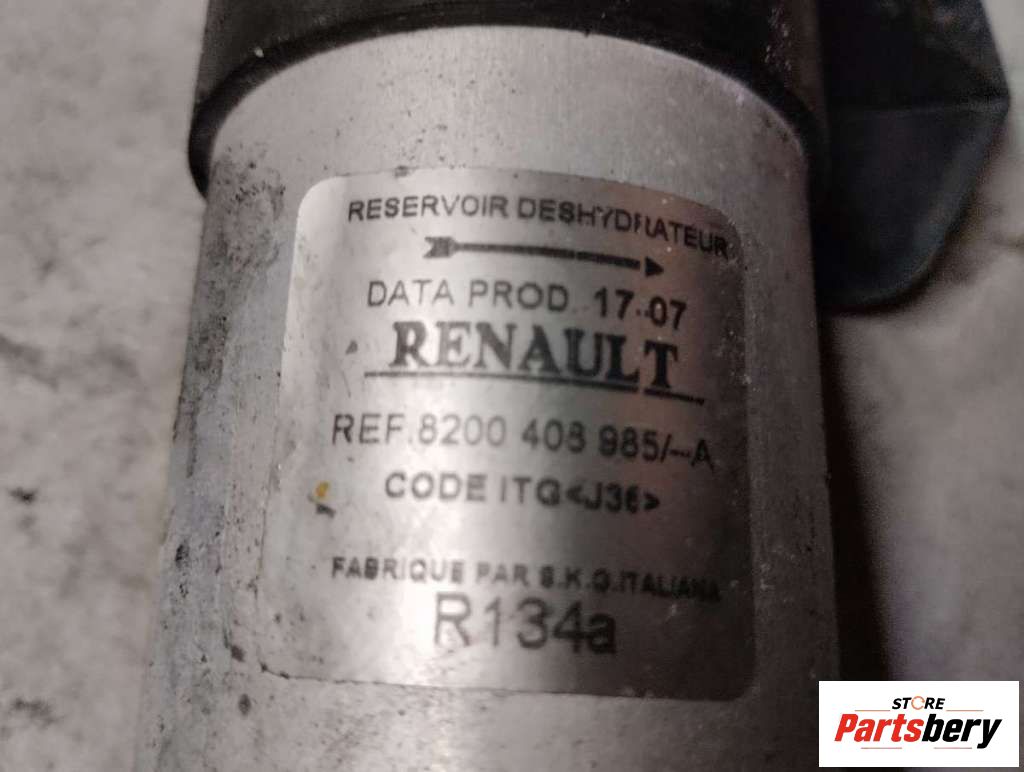 RESERVOIR DESHYDRATEUR
DATA PROD. 17-07
RENAULT
REF.8200 408 985/--A
CODE ITG<J36>
FABRIQUE PAR S.K.G.ITALIANA
R134a
STORE
Partsbery